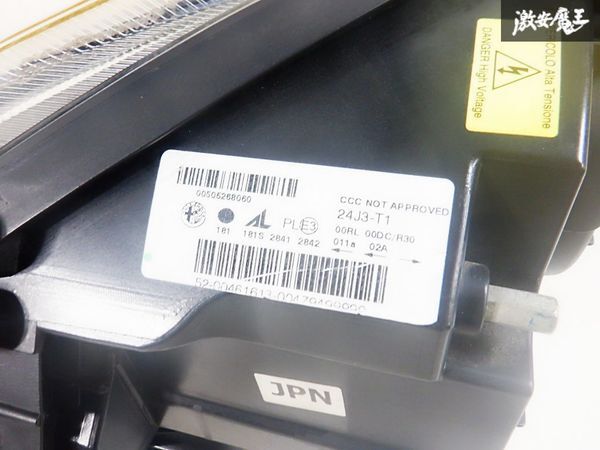 激安魔王
PERICOLO Alta Tensione
DANGER High Voltage
00505268060
CCC NOT APPROVED
24J3-T1
AL PL E3 00RL 00DC/R30
181 181S 2841 2842 011a 02A
JPN